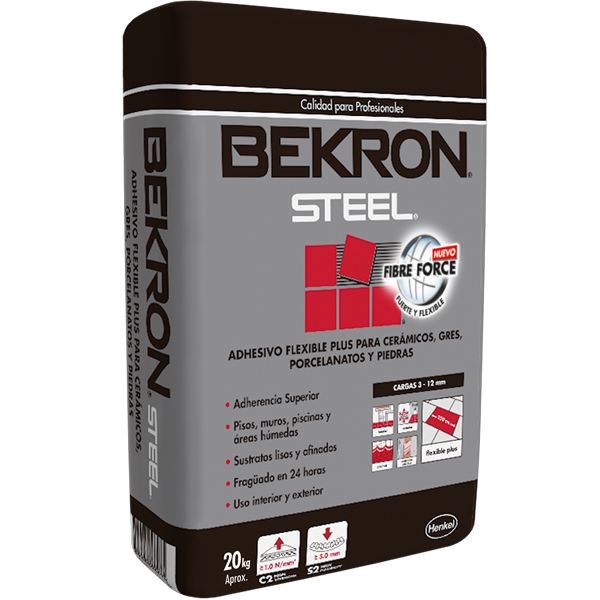 Calidad para Profesionales
BEKRON®
STEEL®
NUEVO
FIBRE FORCE
FUERTE Y FLEXIBLE
®
ADHESIVO FLEXIBLE PLUS PARA CERÁMICOS, GRES,
PORCELANATOS Y PIEDRAS
CARGAS 3 - 12 mm
• Adherencia Superior
• Pisos, muros, piscinas y
áreas húmedas
• Sustratos lisos y afinados
• Fragüado en 24 horas
• Uso interior y exterior
flexible plus
20kg
Aprox.
≥1.0 N/mm²
C2
≥5.0 mm
S2
Henkel
BEKRON STEEL
ADHESIVO FLEXIBLE PLUS PARA CERÁMICOS,
GRES, PORCELANATOS Y PIEDRAS